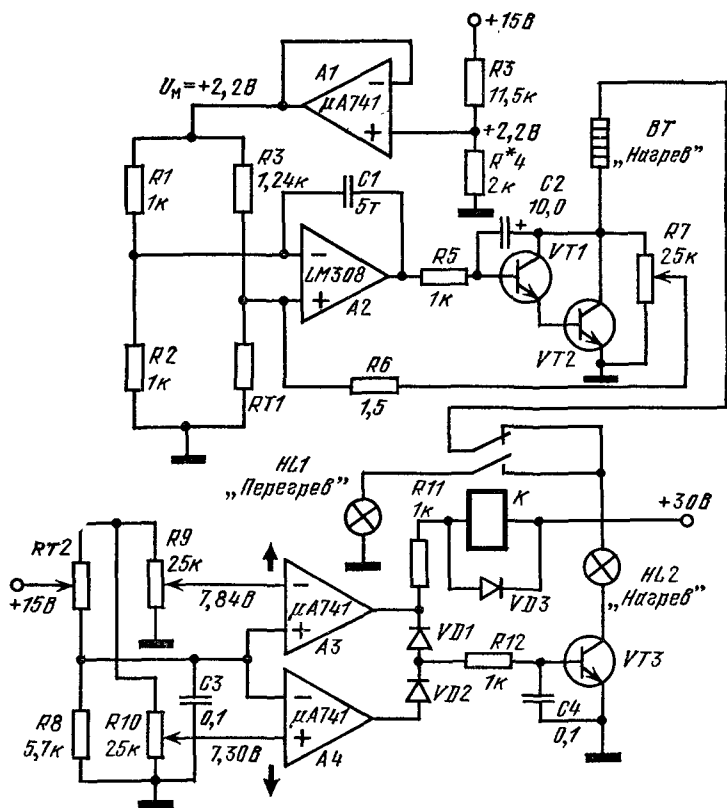 +15В
A1
μA741
−
+
U_M=+2,2В
R3
11,5к
+2,2В
R*4
2к
ВТ
„Нагрев"
R1
1к
R3
1,24к
C1
5т
C2
10,0
+
−
LM308
+
A2
R5
1к
VT1
R7
25к
VT2
R2
1к
RT1
R6
1,5
HL1
„Перегрев"
R11
1к
K
+30В
VD3
HL2
„Нагрев"
RT2
+15В
R9
25к
7,84В
−
μA741
+
A3
VD1
VD2
R12
1к
VT3
C4
0,1
R8
5,7к
R10
25к
C3
0,1
7,30В
−
μA741
+
A4